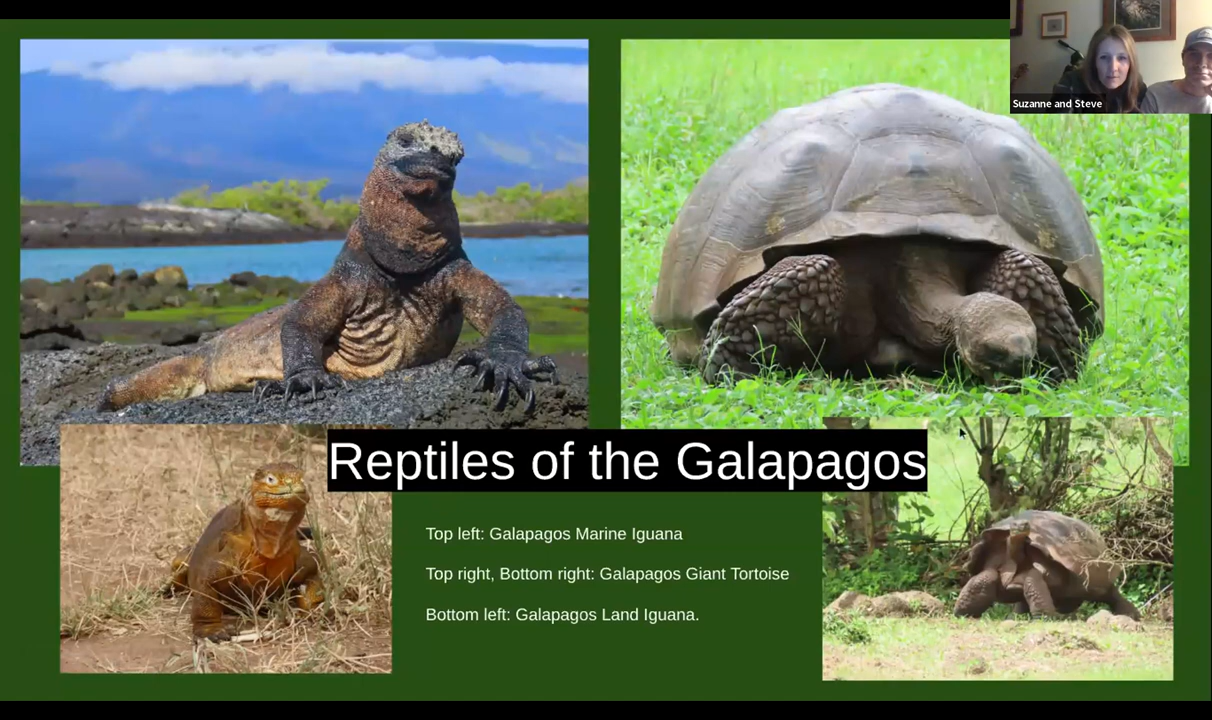 Suzanne and Steve
Reptiles of the Galapagos
Top left: Galapagos Marine Iguana
Top right, Bottom right: Galapagos Giant Tortoise
Bottom left: Galapagos Land Iguana.